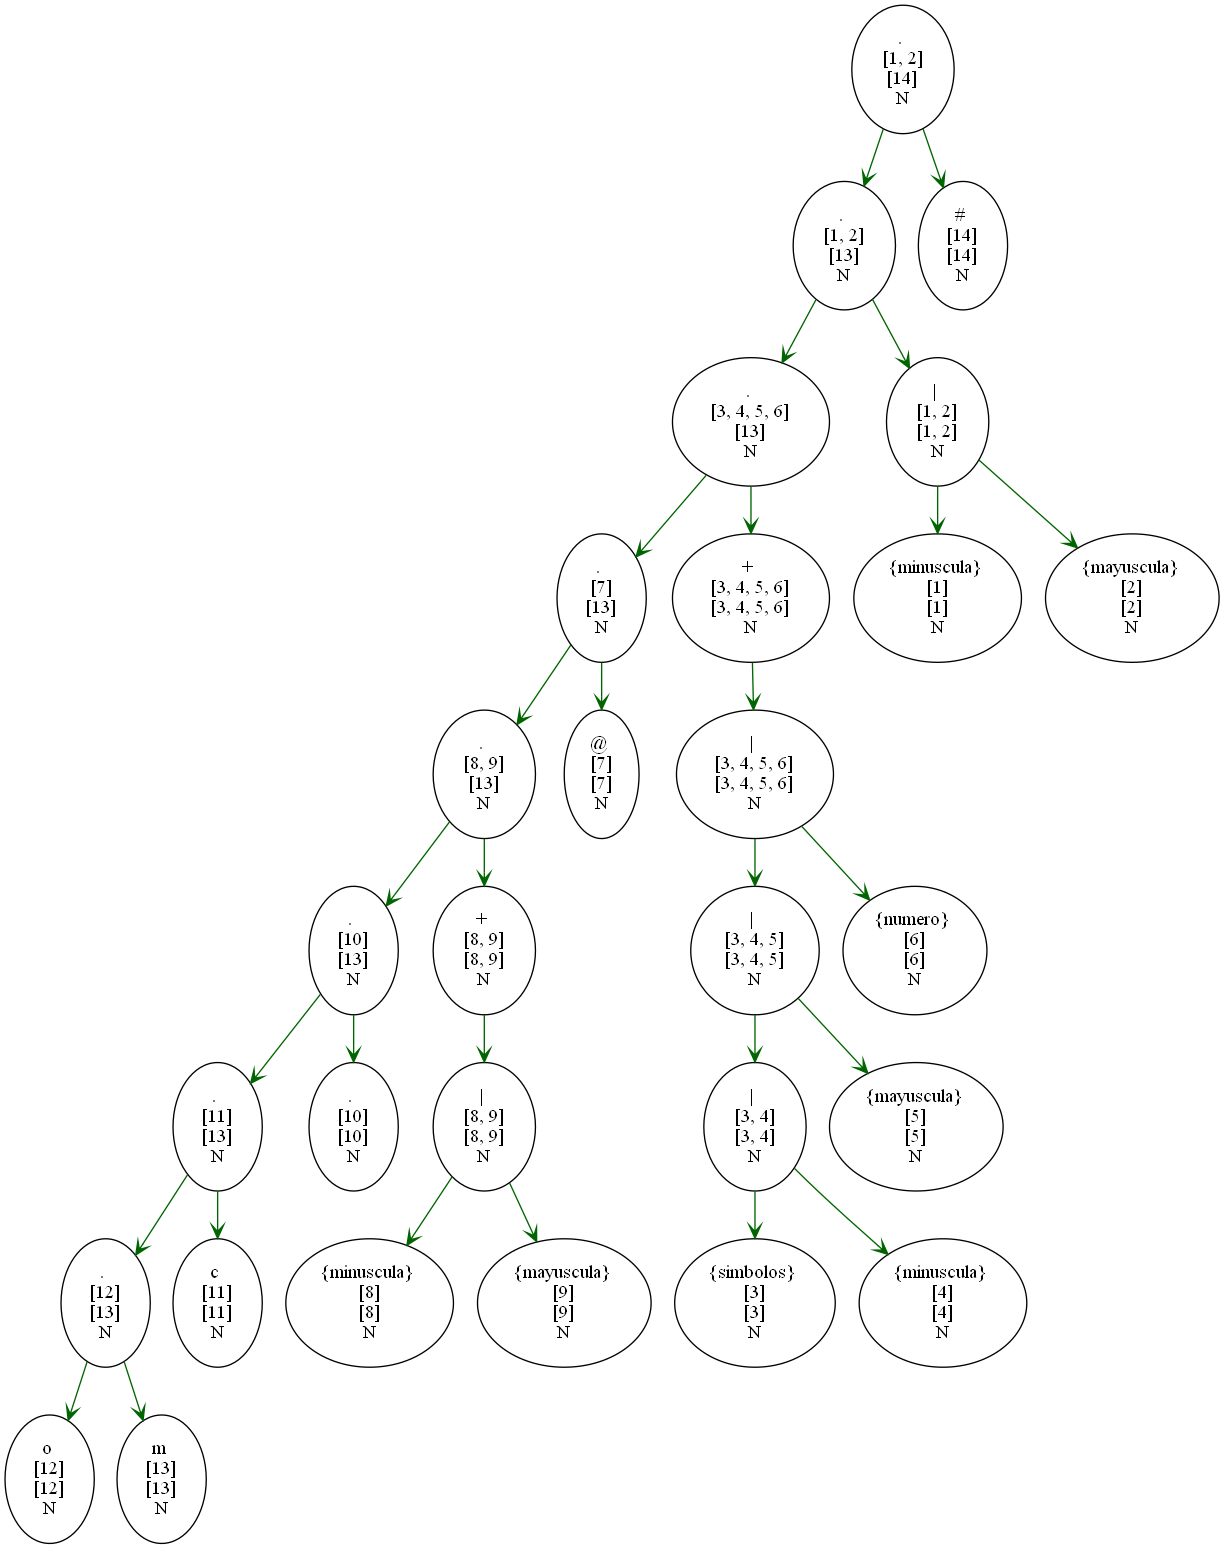 .
[1, 2]
[14]
N
.
[1, 2]
[13]
N
#
[14]
[14]
N
.
[3, 4, 5, 6]
[13]
N
|
[1, 2]
[1, 2]
N
.
[7]
[13]
N
+
[3, 4, 5, 6]
[3, 4, 5, 6]
N
{minuscula}
[1]
[1]
N
{mayuscula}
[2]
[2]
N
.
[8, 9]
[13]
N
@
[7]
[7]
N
|
[3, 4, 5, 6]
[3, 4, 5, 6]
N
.
[10]
[13]
N
+
[8, 9]
[8, 9]
N
|
[3, 4, 5]
[3, 4, 5]
N
{numero}
[6]
[6]
N
.
[11]
[13]
N
.
[10]
[10]
N
|
[8, 9]
[8, 9]
N
|
[3, 4]
[3, 4]
N
{mayuscula}
[5]
[5]
N
.
[12]
[13]
N
c
[11]
[11]
N
{minuscula}
[8]
[8]
N
{mayuscula}
[9]
[9]
N
{simbolos}
[3]
[3]
N
{minuscula}
[4]
[4]
N
o
[12]
[12]
N
m
[13]
[13]
N